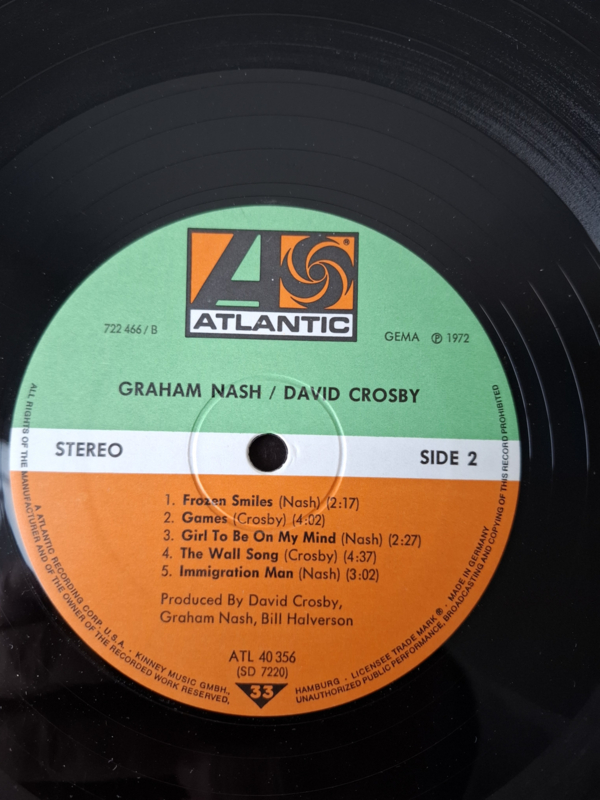 ATLANTIC
®
722 466/B
GEMA ℗ 1972
GRAHAM NASH / DAVID CROSBY
STEREO
SIDE 2
1. Frozen Smiles (Nash) (2:17)
2. Games (Crosby) (4:02)
3. Girl To Be On My Mind (Nash) (2:27)
4. The Wall Song (Crosby) (4:37)
5. Immigration Man (Nash) (3:02)
Produced By David Crosby,
Graham Nash, Bill Halverson
ATL 40 356
(SD 7220)
33
ALL RIGHTS OF THE MANUFACTURER AND OF THE OWNER OF THE RECORDED WORK RESERVED,
UNAUTHORIZED PUBLIC PERFORMANCE, BROADCASTING AND COPYING OF THIS RECORD PROHIBITED
A ATLANTIC RECORDING CORP. U.S.A. · KINNEY MUSIC GMBH.,
HAMBURG · LICENSEE TRADE MARK ® · MADE IN GERMANY